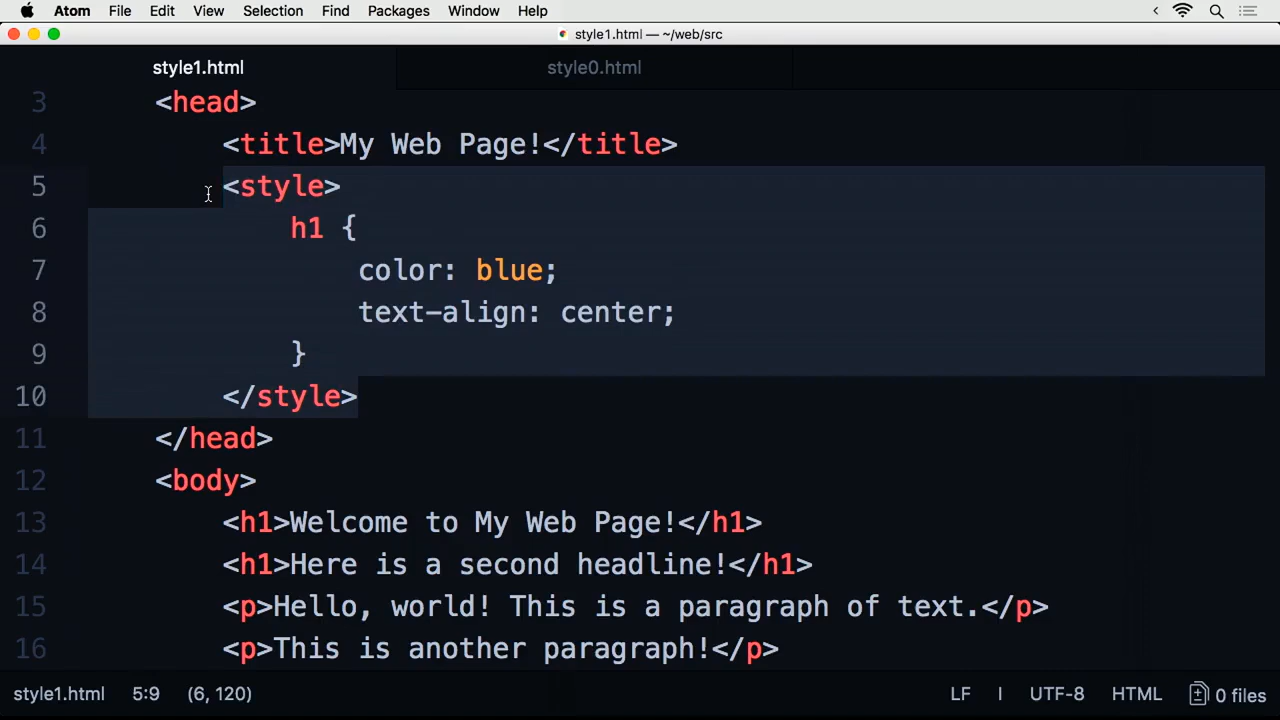 Atom File Edit View Selection Find Packages Window Help
style1.html — ~/web/src
style1.html style0.html
3 <head>
4 <title>My Web Page!</title>
5 <style>
6 h1 {
7 color: blue;
8 text-align: center;
9 }
10 </style>
11 </head>
12 <body>
13 <h1>Welcome to My Web Page!</h1>
14 <h1>Here is a second headline!</h1>
15 <p>Hello, world! This is a paragraph of text.</p>
16 <p>This is another paragraph!</p>
style1.html 5:9 (6, 120) LF I UTF-8 HTML 0 files